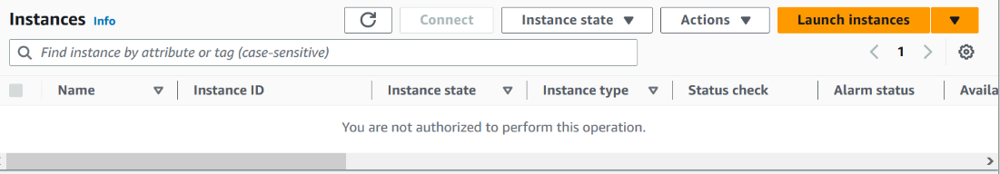 Instances Info Connect Instance state Actions Launch instances
Find instance by attribute or tag (case-sensitive) 1
Name Instance ID Instance state Instance type Status check Alarm status Availa
You are not authorized to perform this operation.